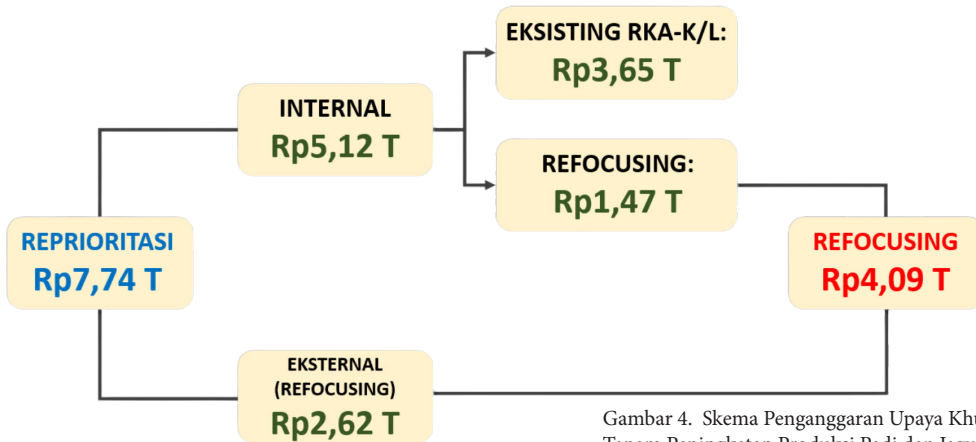 EKSISTING RKA-K/L:
Rp3,65 T
INTERNAL
Rp5,12 T
REFOCUSING:
Rp1,47 T
REPRIORITASI
Rp7,74 T
REFOCUSING
Rp4,09 T
EKSTERNAL
(REFOCUSING)
Rp2,62 T
Gambar 4. Skema Penganggaran Upaya